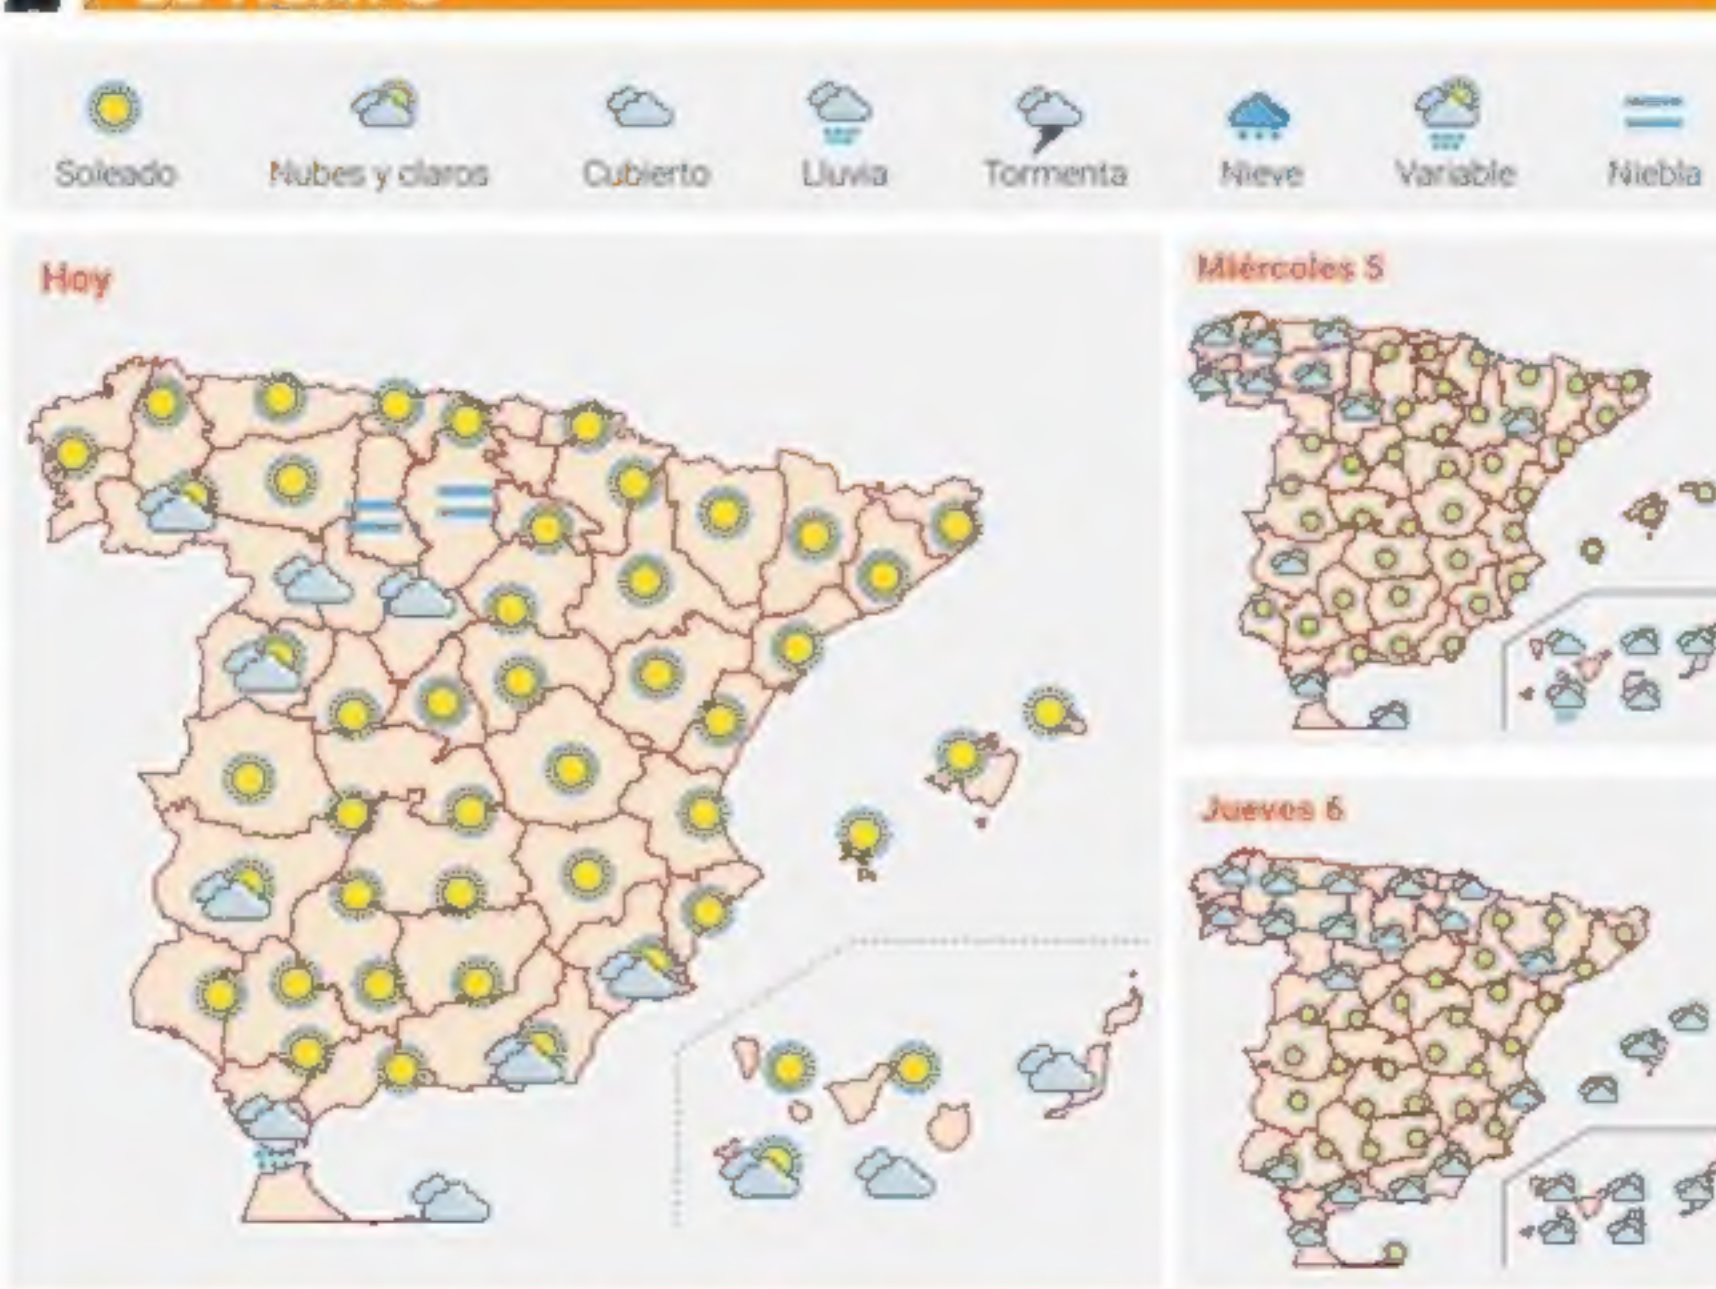 Soleado
Nubes y claros
Cubierto
Lluvia
Tormenta
Nieve
Variable
Niebla
Hoy
Miércoles 5
Jueves 6